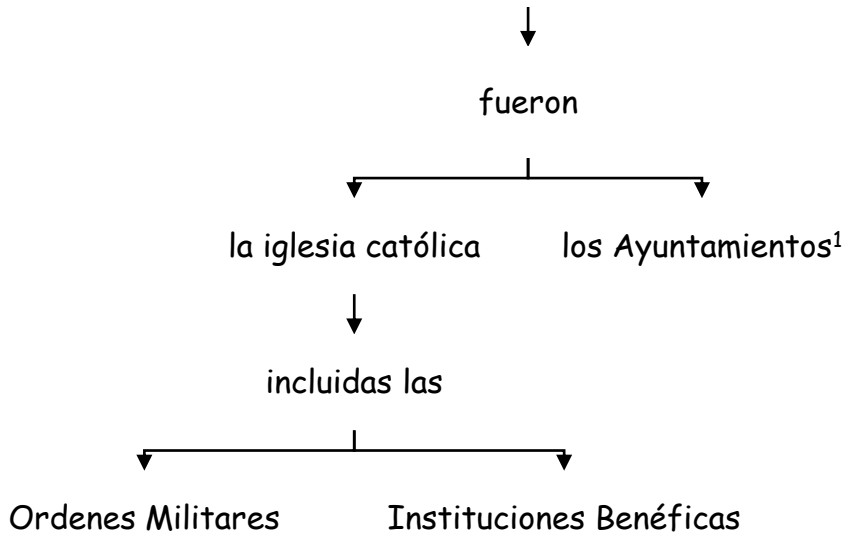 fueron
la iglesia católica los Ayuntamientos¹
incluidas las
Ordenes Militares Instituciones Benéficas